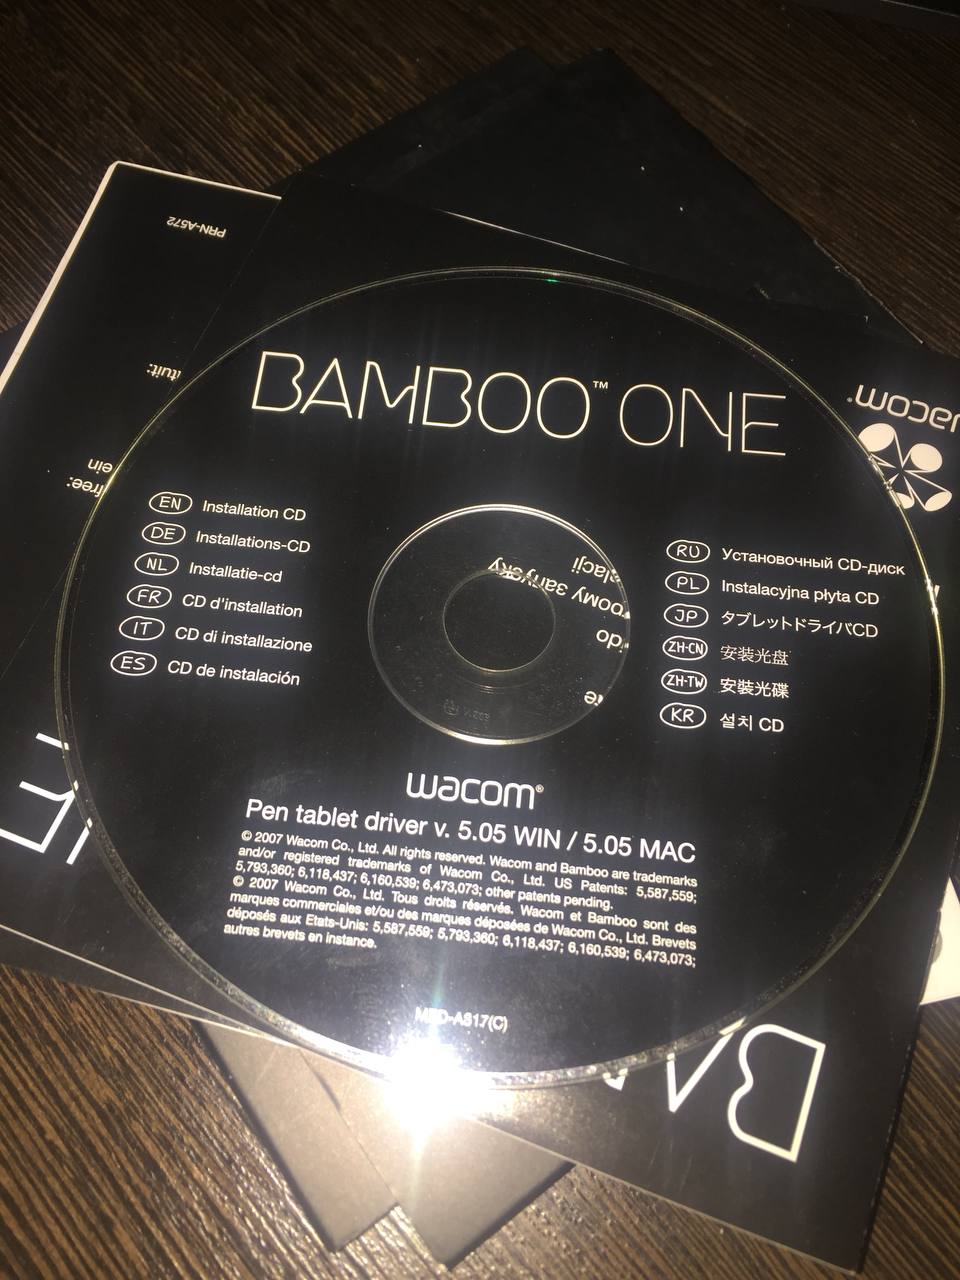 PRN-A572
wacom®
BAMBOO™ ONE
EN Installation CD
DE Installations-CD
NL Installatie-cd
FR CD d'installation
IT CD di installazione
ES CD de instalación
RU Установочный CD-диск
PL Instalacyjna płyta CD
JP タブレットドライバCD
ZH-CN 安装光盘
ZH-TW 安裝光碟
KR 설치 CD
wacom®
Pen tablet driver v. 5.05 WIN / 5.05 MAC
© 2007 Wacom Co., Ltd. All rights reserved. Wacom and Bamboo are trademarks
and/or registered trademarks of Wacom Co., Ltd. US Patents: 5,587,559;
5,793,360; 6,118,437; 6,160,539; 6,473,073; other patents pending.
© 2007 Wacom Co., Ltd. Tous droits réservés. Wacom et Bamboo sont des
marques commerciales et/ou des marques déposées de Wacom Co., Ltd. Brevets
déposés aux Etats-Unis: 5,587,559; 5,793,360; 6,118,437; 6,160,539; 6,473,073;
autres brevets en instance.
-A817(C)